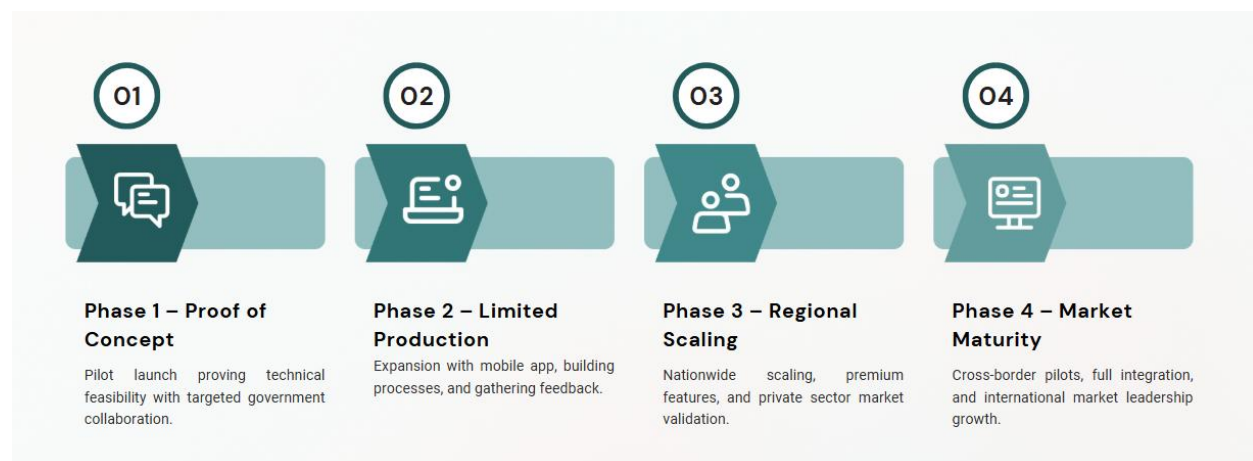 01
02
03
04
Phase 1 – Proof of
Concept
Pilot launch proving technical
feasibility with targeted government
collaboration.
Phase 2 – Limited
Production
Expansion with mobile app, building
processes, and gathering feedback.
Phase 3 – Regional
Scaling
Nationwide scaling, premium
features, and private sector market
validation.
Phase 4 – Market
Maturity
Cross-border pilots, full integration,
and international market leadership
growth.